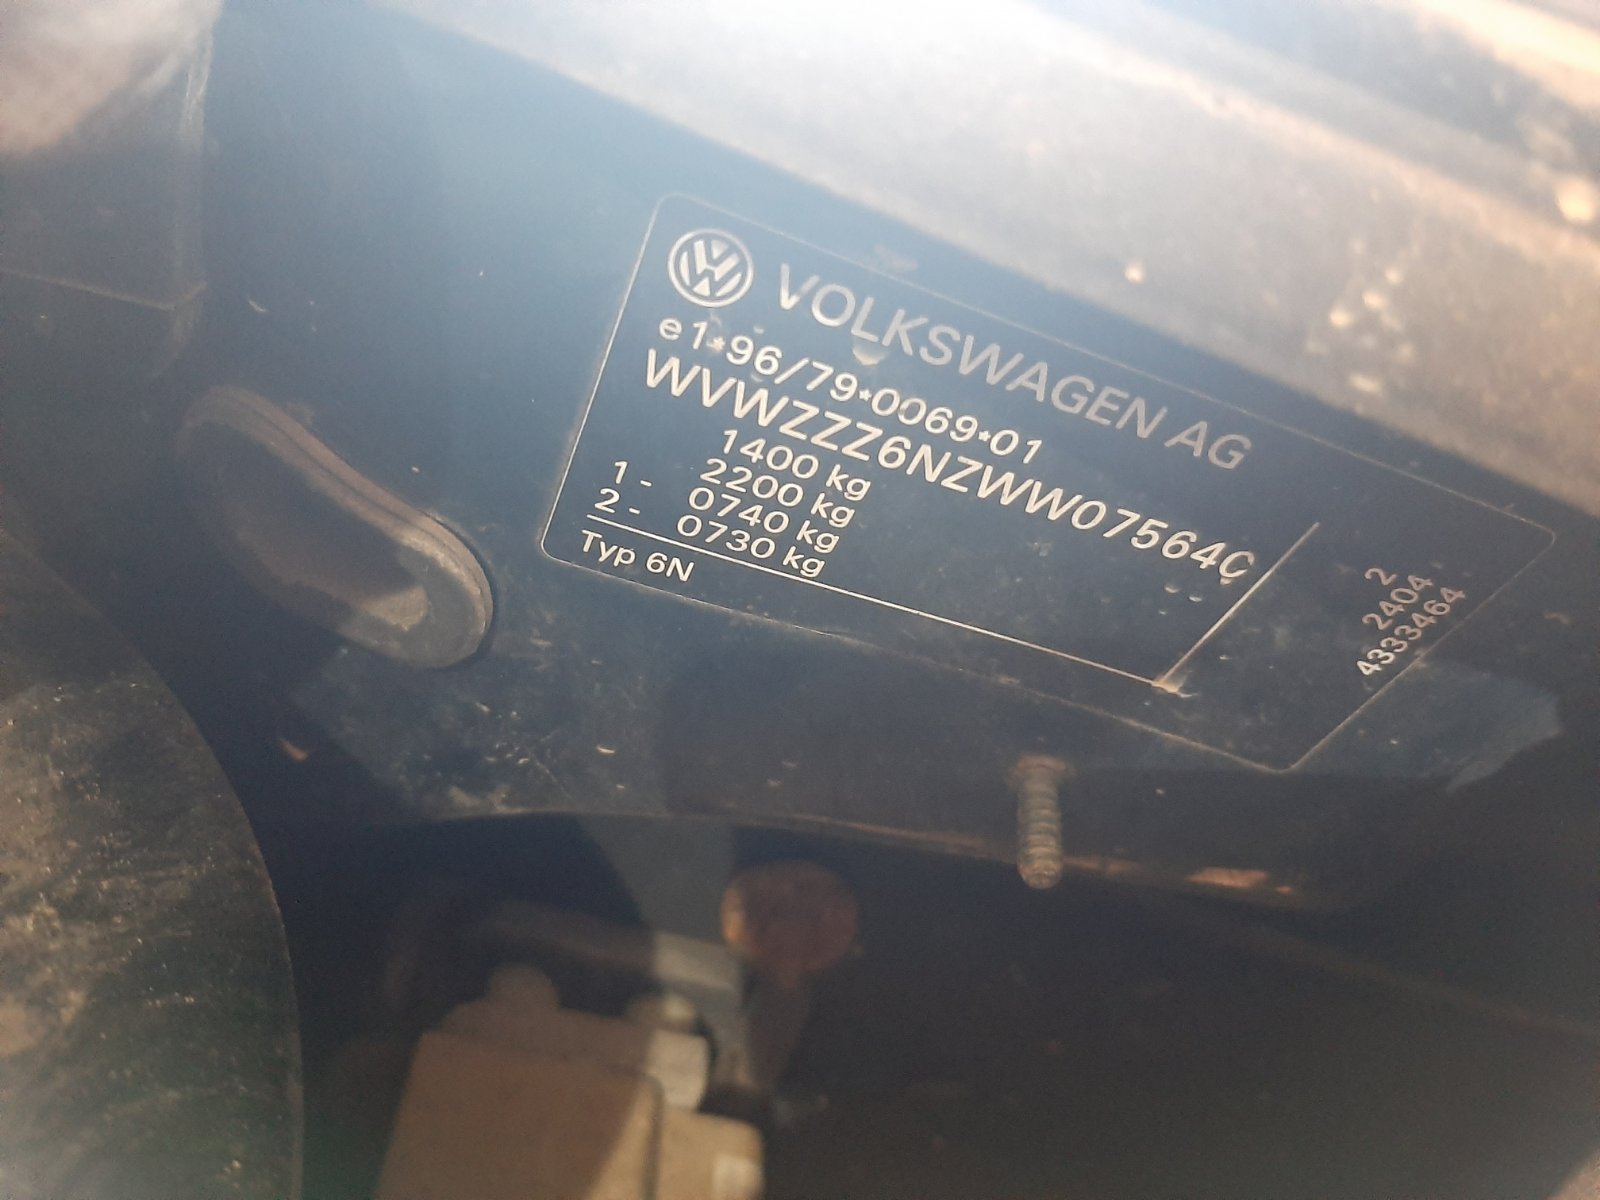 VOLKSWAGEN AG
e1*96/79*0069*01
WVWZZZ6NZWW07564C
1400 kg
2200 kg
1 - 0740 kg
2 - 0730 kg
Typ 6N
2
2404
4333464